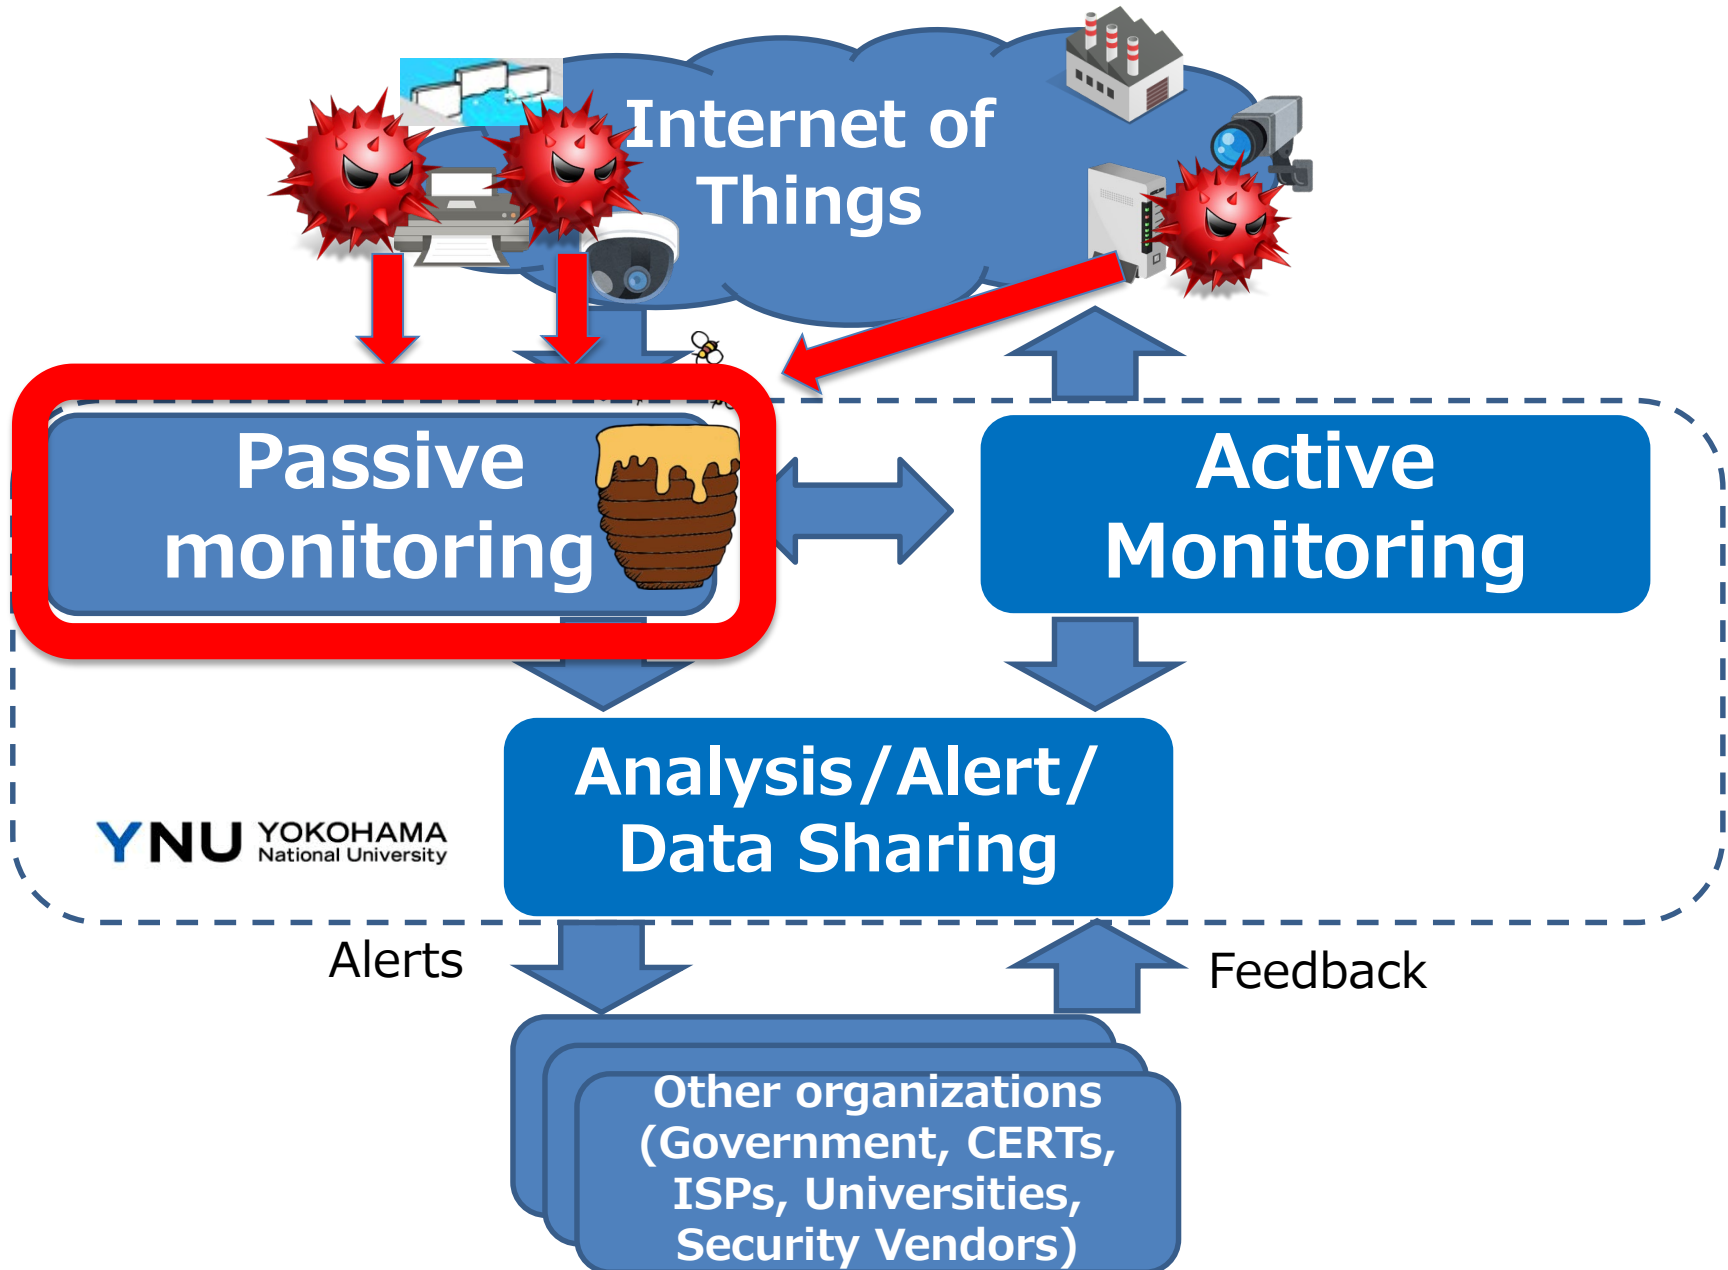 Internet of
Things
Passive
monitoring
Active
Monitoring
Analysis/Alert/
Data Sharing
YNU YOKOHAMA
National University
Alerts
Feedback
Other organizations
(Government, CERTs,
ISPs, Universities,
Security Vendors)